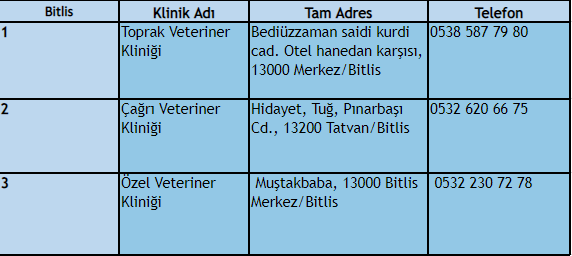 Bitlis Klinik Adı Tam Adres Telefon
1 Toprak Veteriner Bediüzzaman saidi kurdi 0538 587 79 80
Kliniği cad. Otel hanedan karşısı,
13000 Merkez/Bitlis
2 Çağrı Veteriner Hidayet, Tuğ, Pınarbaşı 0532 620 66 75
Kliniği Cd., 13200 Tatvan/Bitlis
3 Özel Veteriner Muştakbaba, 13000 Bitlis 0532 230 72 78
Kliniği Merkez/Bitlis